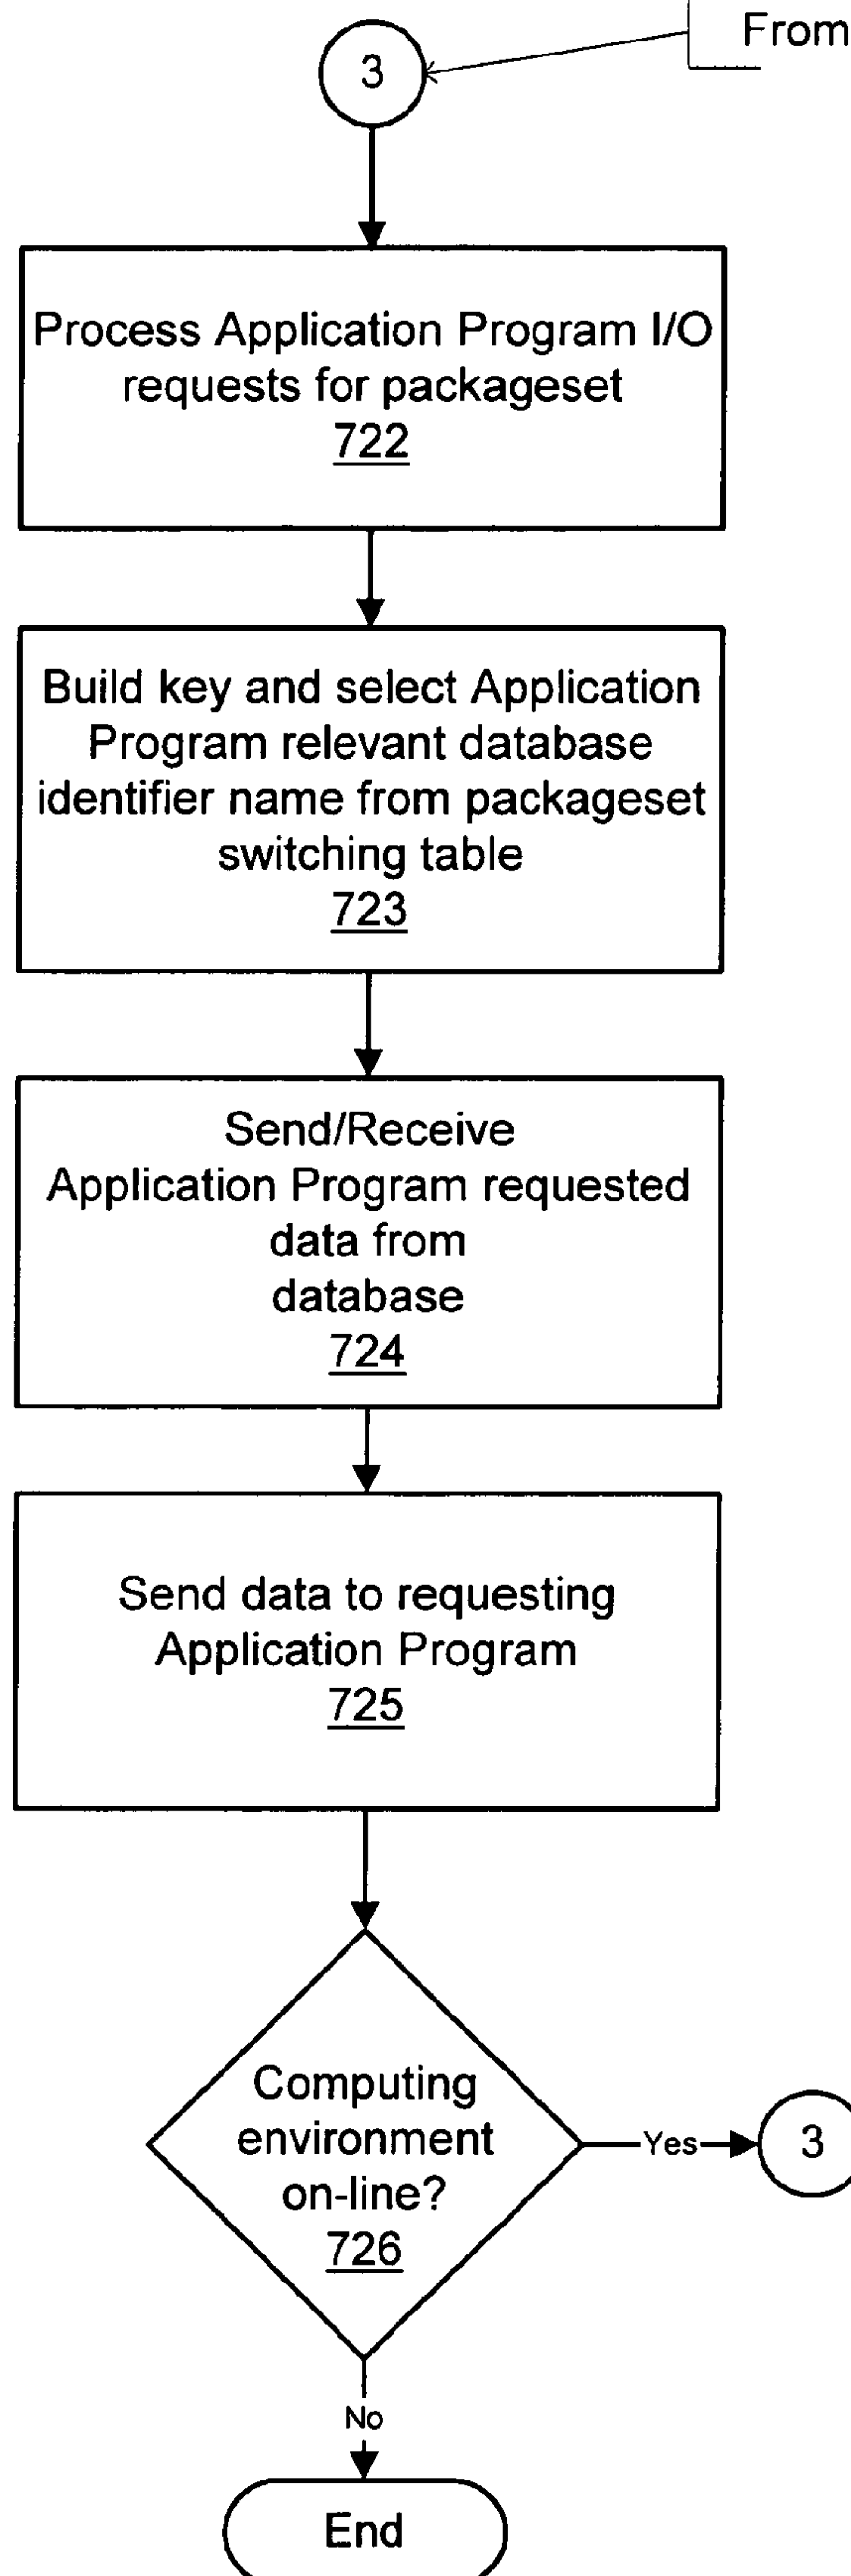 From
3
Process Application Program I/O
requests for packageset
722
Build key and select Application
Program relevant database
identifier name from packageset
switching table
723
Send/Receive
Application Program requested
data from
database
724
Send data to requesting
Application Program
725
Computing
environment
on-line?
726
Yes
3
No
End